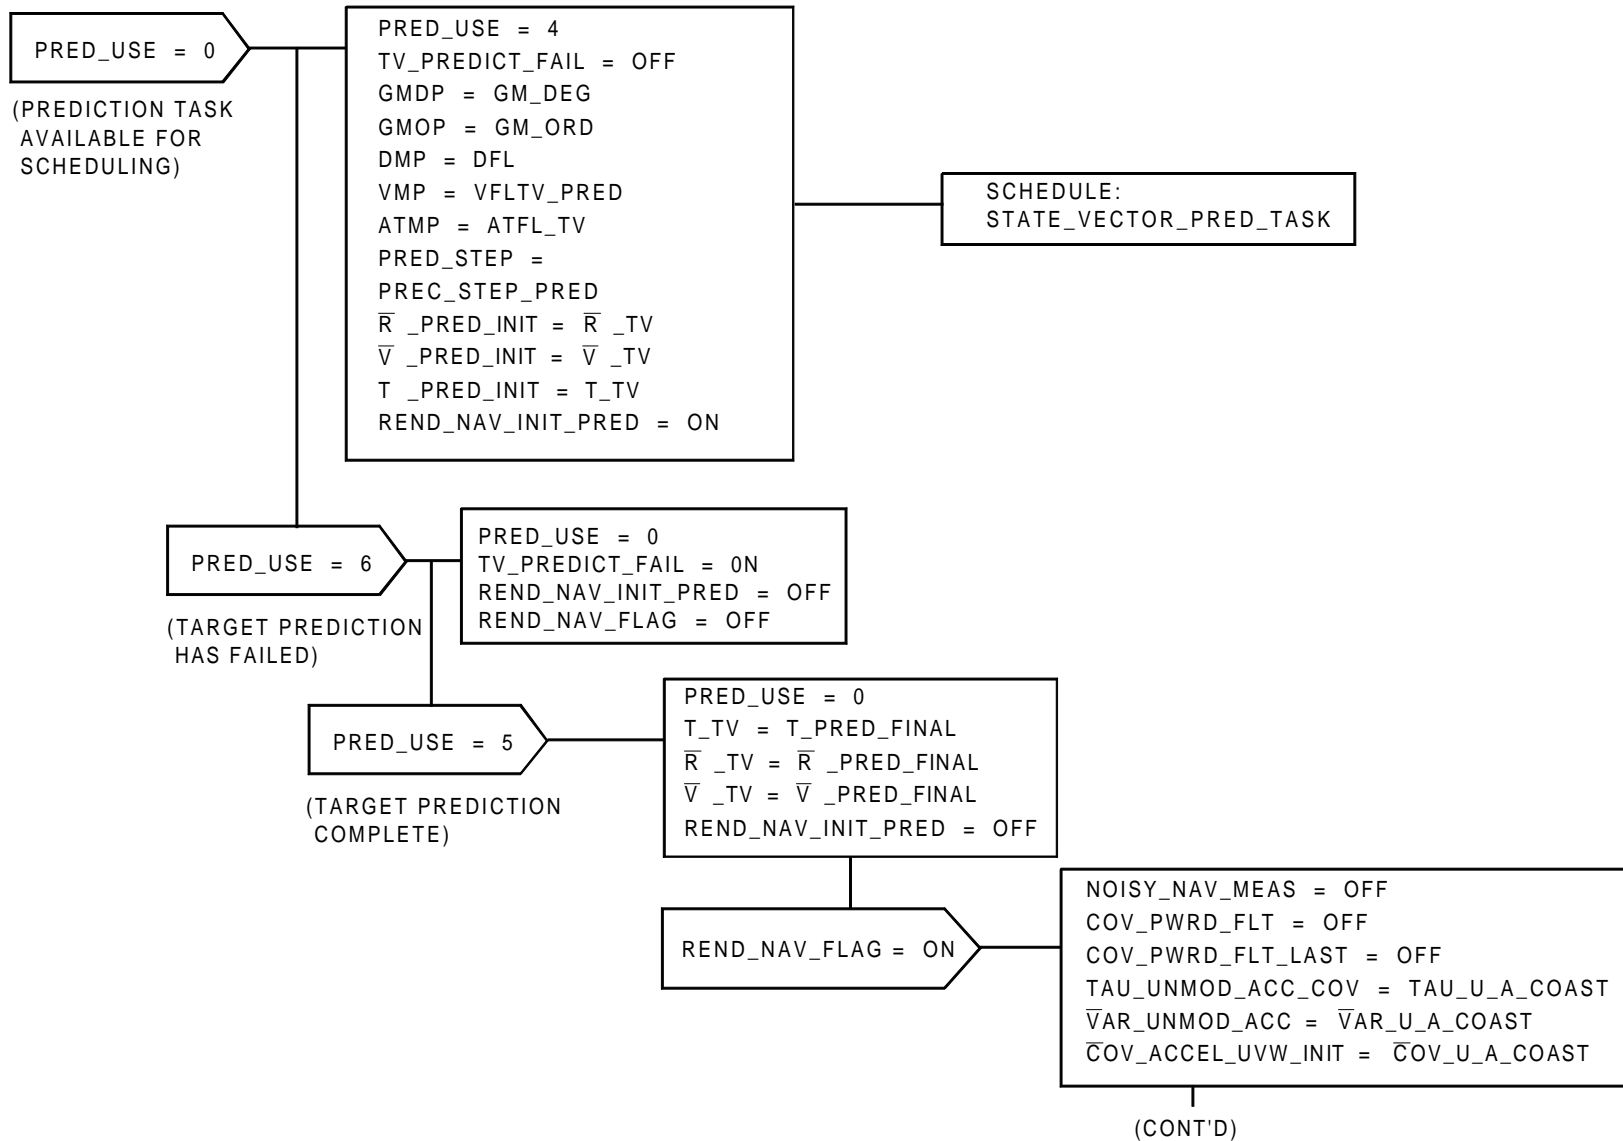 PRED_USE = 0
(PREDICTION TASK
AVAILABLE FOR
SCHEDULING)
PRED_USE = 4
TV_PREDICT_FAIL = OFF
GMDP = GM_DEG
GMOP = GM_ORD
DMP = DFL
VMP = VFLTV_PRED
ATMP = ATFL_TV
PRED_STEP =
PREC_STEP_PRED
R̅ _PRED_INIT = R̅ _TV
V̅ _PRED_INIT = V̅ _TV
T _PRED_INIT = T_TV
REND_NAV_INIT_PRED = ON
SCHEDULE:
STATE_VECTOR_PRED_TASK
PRED_USE = 6
(TARGET PREDICTION
HAS FAILED)
PRED_USE = 0
TV_PREDICT_FAIL = 0N
REND_NAV_INIT_PRED = OFF
REND_NAV_FLAG = OFF
PRED_USE = 5
(TARGET PREDICTION
COMPLETE)
PRED_USE = 0
T_TV = T_PRED_FINAL
R̅ _TV = R̅ _PRED_FINAL
V̅ _TV = V̅ _PRED_FINAL
REND_NAV_INIT_PRED = OFF
REND_NAV_FLAG = ON
NOISY_NAV_MEAS = OFF
COV_PWRD_FLT = OFF
COV_PWRD_FLT_LAST = OFF
TAU_UNMOD_ACC_COV = TAU_U_A_COAST
V̅AR_UNMOD_ACC = V̅AR_U_A_COAST
C̅OV_ACCEL_UVW_INIT = C̅OV_U_A_COAST
(CONT'D)